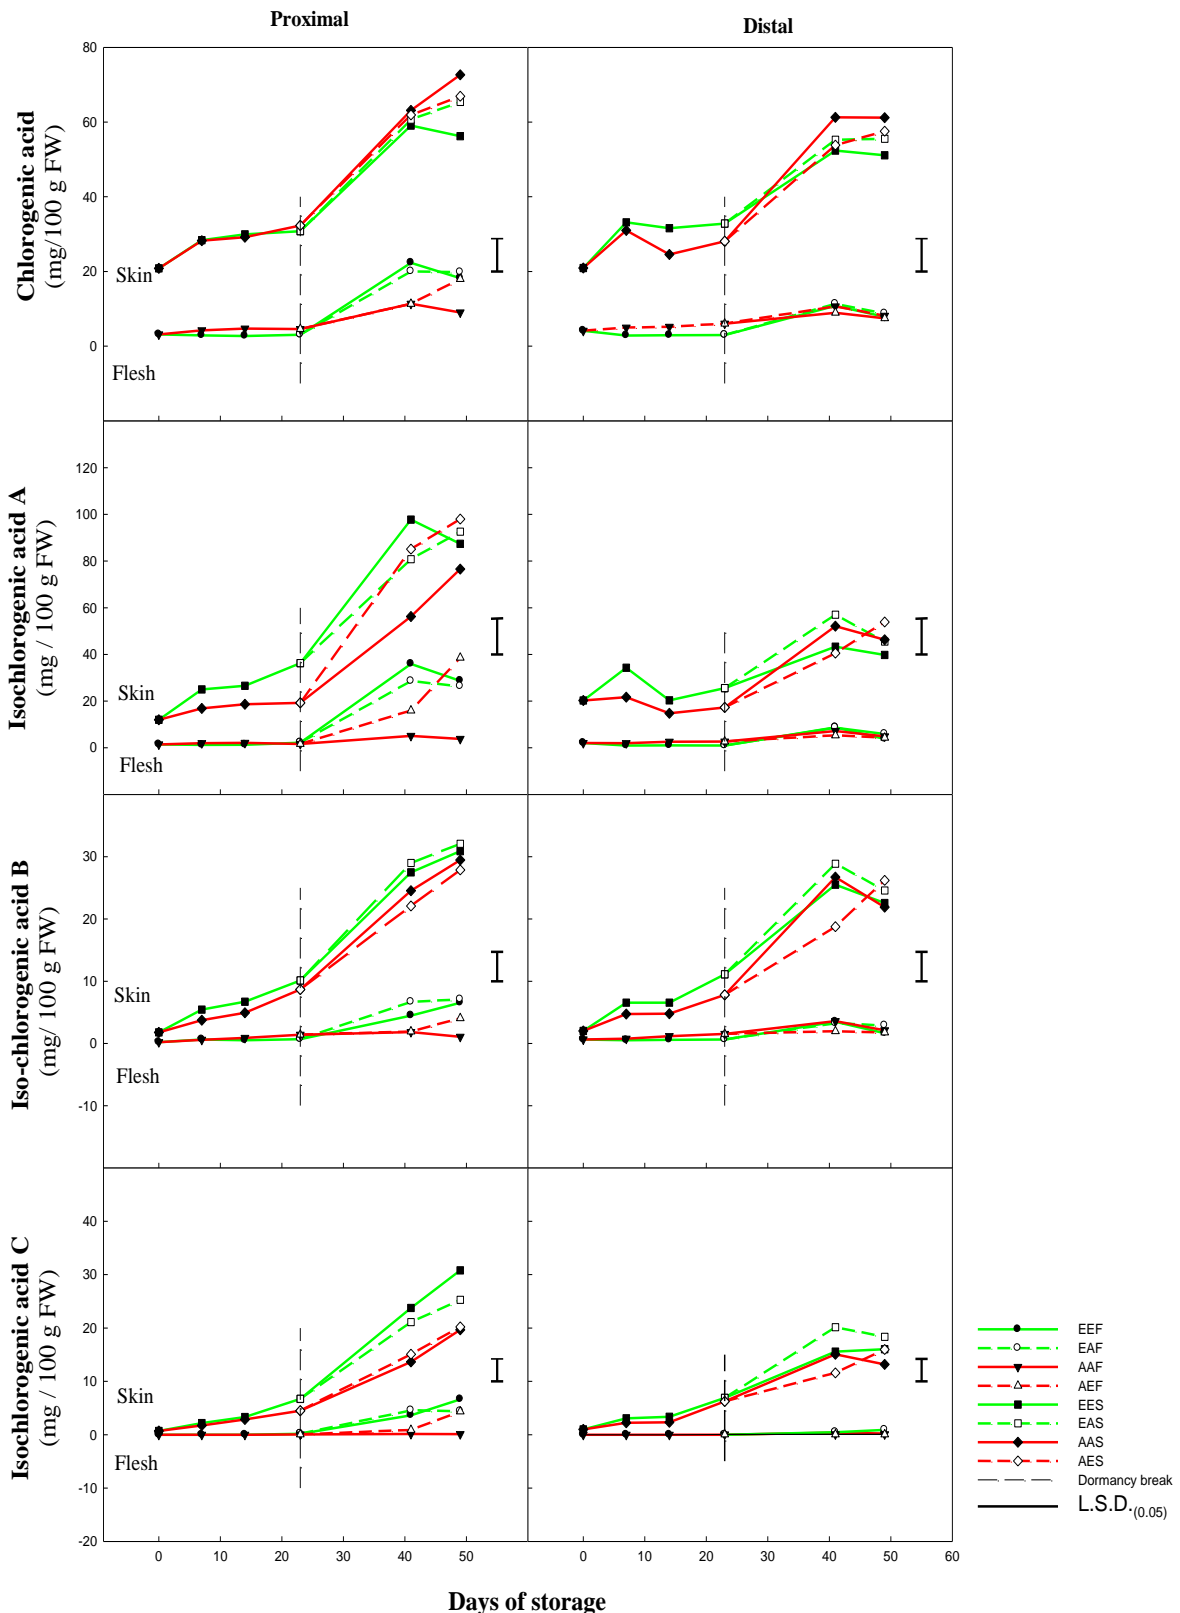 Proximal
Distal
Chlorogenic acid
(mg/100 g FW)
80
60
40
20
0
Skin
Flesh
Isochlorogenic acid A
(mg / 100 g FW)
120
100
80
60
40
20
0
Skin
Flesh
Iso-chlorogenic acid B
(mg/ 100 g FW)
30
20
10
0
-10
Skin
Flesh
Isochlorogenic acid C
(mg / 100 g FW)
40
30
20
10
0
-10
-20
Skin
Flesh
0 10 20 30 40 50
0 10 20 30 40 50 60
Days of storage
EEF
EAF
AAF
AEF
EES
EAS
AAS
AES
Dormancy break
L.S.D.(0.05)